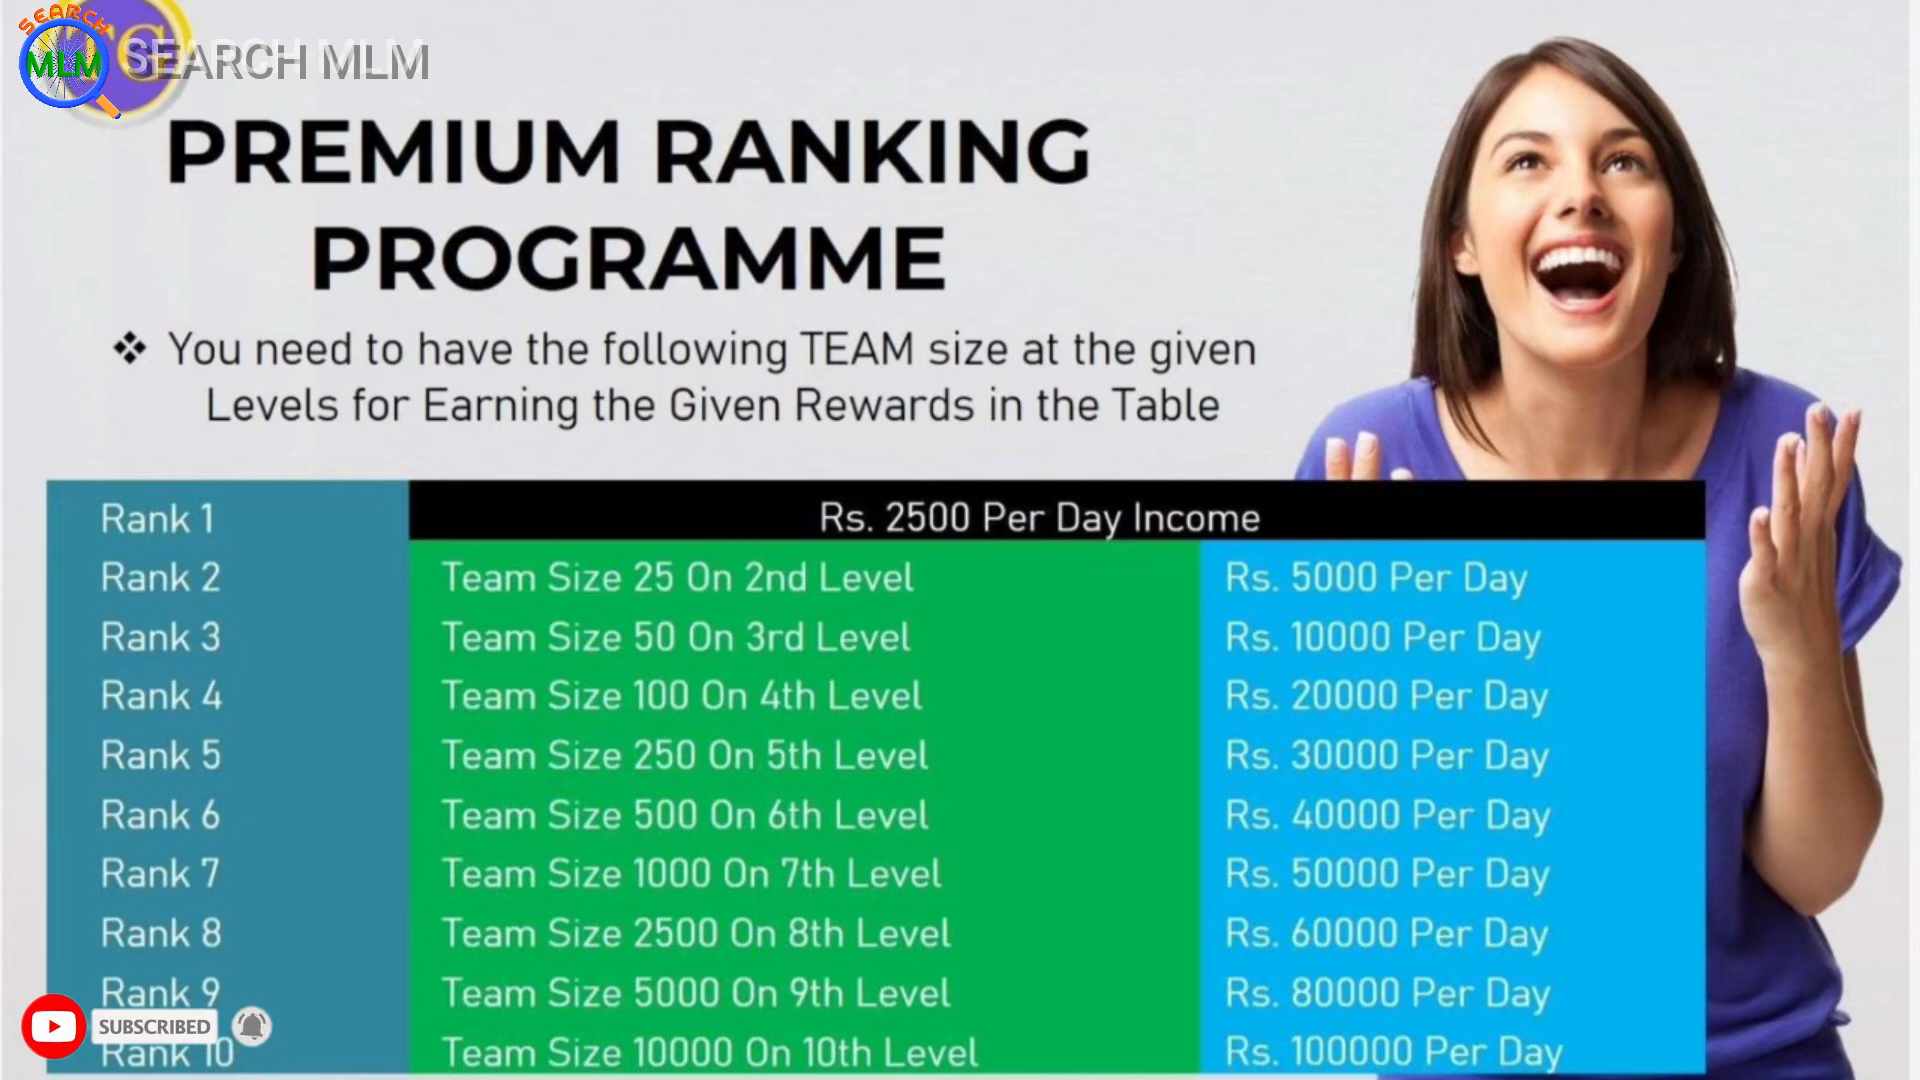 SEARCH
MLM
SEARCH MLM
SEARCH MLM
PREMIUM RANKING
PROGRAMME
❖ You need to have the following TEAM size at the given
Levels for Earning the Given Rewards in the Table
Rank 1 Rs. 2500 Per Day Income
Rank 2 Team Size 25 On 2nd Level Rs. 5000 Per Day
Rank 3 Team Size 50 On 3rd Level Rs. 10000 Per Day
Rank 4 Team Size 100 On 4th Level Rs. 20000 Per Day
Rank 5 Team Size 250 On 5th Level Rs. 30000 Per Day
Rank 6 Team Size 500 On 6th Level Rs. 40000 Per Day
Rank 7 Team Size 1000 On 7th Level Rs. 50000 Per Day
Rank 8 Team Size 2500 On 8th Level Rs. 60000 Per Day
Rank 9 Team Size 5000 On 9th Level Rs. 80000 Per Day
SUBSCRIBED
Rank 10 Team Size 10000 On 10th Level Rs. 100000 Per Day